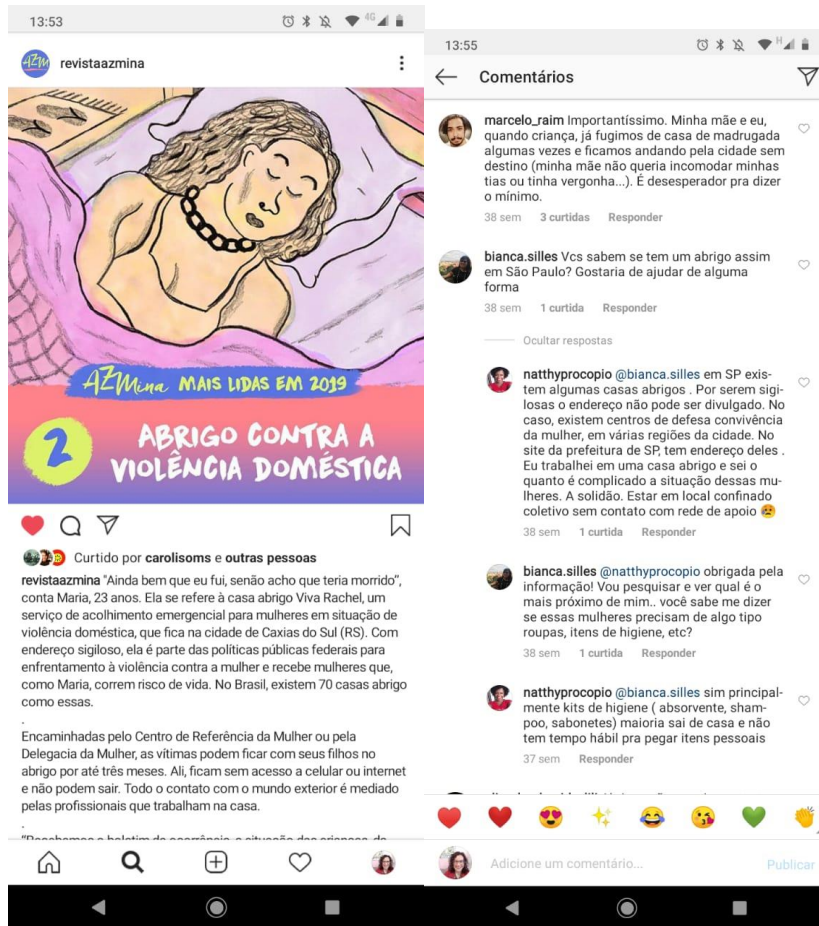 13:53
4G
AZM
revistaazmina
AZMina MAIS LIDAS EM 2019
2
ABRIGO CONTRA A
VIOLÊNCIA DOMÉSTICA
Curtido por carolisoms e outras pessoas
revistaazmina "Ainda bem que eu fui, senão acho que teria morrido",
conta Maria, 23 anos. Ela se refere à casa abrigo Viva Rachel, um
serviço de acolhimento emergencial para mulheres em situação de
violência doméstica, que fica na cidade de Caxias do Sul (RS). Com
endereço sigiloso, ela é parte das políticas públicas federais para
enfrentamento à violência contra a mulher e recebe mulheres que,
como Maria, correm risco de vida. No Brasil, existem 70 casas abrigo
como essas.
.
Encaminhadas pelo Centro de Referência da Mulher ou pela
Delegacia da Mulher, as vítimas podem ficar com seus filhos no
abrigo por até três meses. Ali, ficam sem acesso a celular ou internet
e não podem sair. Todo o contato com o mundo exterior é mediado
pelas profissionais que trabalham na casa.
.
13:55
H
Comentários
marcelo_raim Importantíssimo. Minha mãe e eu,
quando criança, já fugimos de casa de madrugada
algumas vezes e ficamos andando pela cidade sem
destino (minha mãe não queria incomodar minhas
tias ou tinha vergonha...). É desesperador pra dizer
o mínimo.
38 sem 3 curtidas Responder
bianca.silles Vcs sabem se tem um abrigo assim
em São Paulo? Gostaria de ajudar de alguma
forma
38 sem 1 curtida Responder
Ocultar respostas
natthyprocopio @bianca.silles em SP exis-
tem algumas casas abrigos . Por serem sigi-
losas o endereço não pode ser divulgado. No
caso, existem centros de defesa convivência
da mulher, em várias regiões da cidade. No
site da prefeitura de SP, tem endereço deles .
Eu trabalhei em uma casa abrigo e sei o
quanto é complicado a situação dessas mu-
lheres. A solidão. Estar em local confinado
coletivo sem contato com rede de apoio 😥
38 sem 1 curtida Responder
bianca.silles @natthyprocopio obrigada pela
informação! Vou pesquisar e ver qual é o
mais próximo de mim.. você sabe me dizer
se essas mulheres precisam de algo tipo
roupas, itens de higiene, etc?
38 sem 1 curtida Responder
natthyprocopio @bianca.silles sim principal-
mente kits de higiene ( absorvente, sham-
poo, sabonetes) maioria sai de casa e não
tem tempo hábil pra pegar itens pessoais
37 sem Responder
Adicione um comentário... Publicar